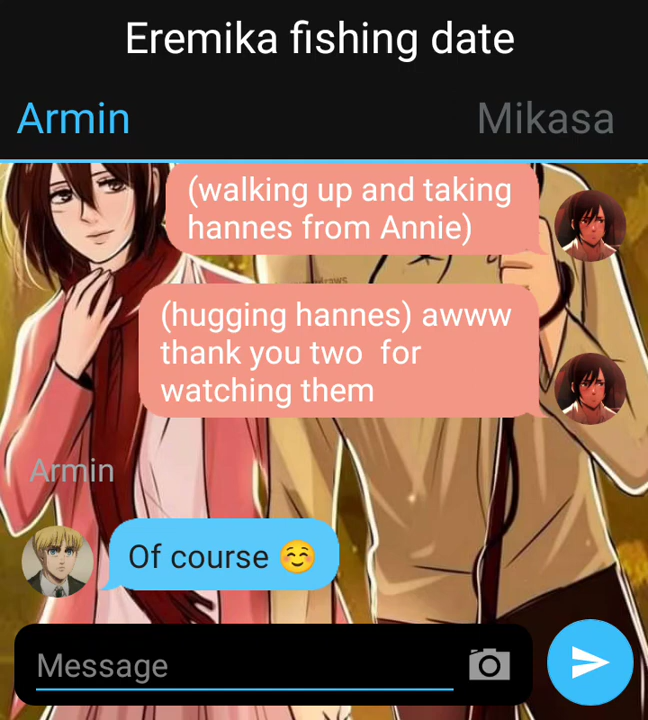 Eremika fishing date
Armin
Mikasa
(walking up and taking
hannes from Annie)
(hugging hannes) awww
thank you two  for
watching them
Armin
Of course ☺️
Message